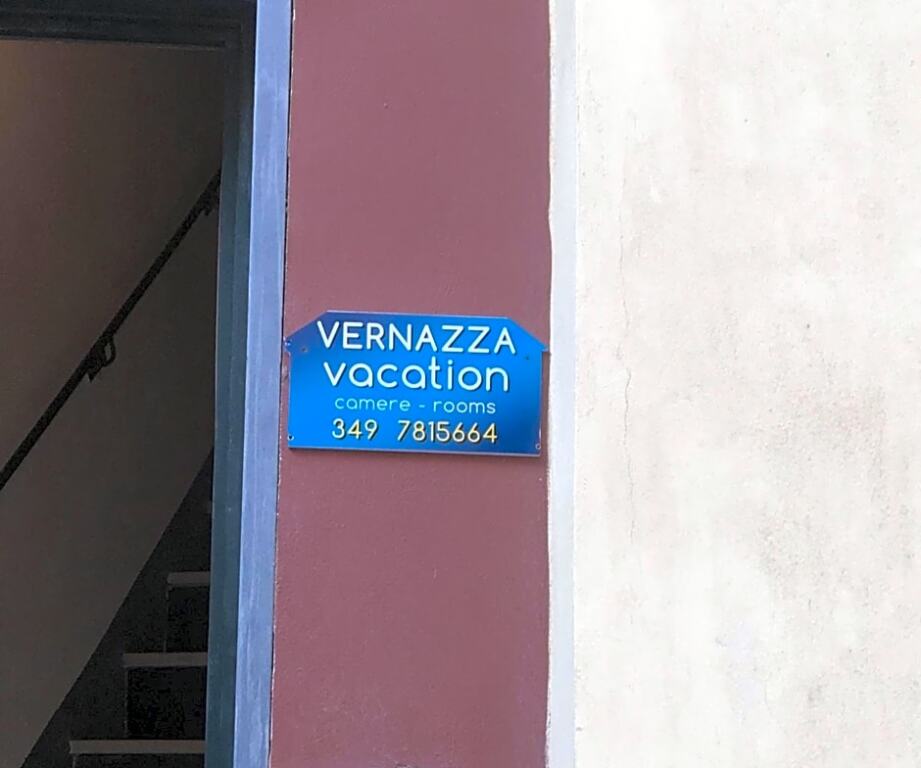 VERNAZZA
vacation
camere - rooms
349 7815664